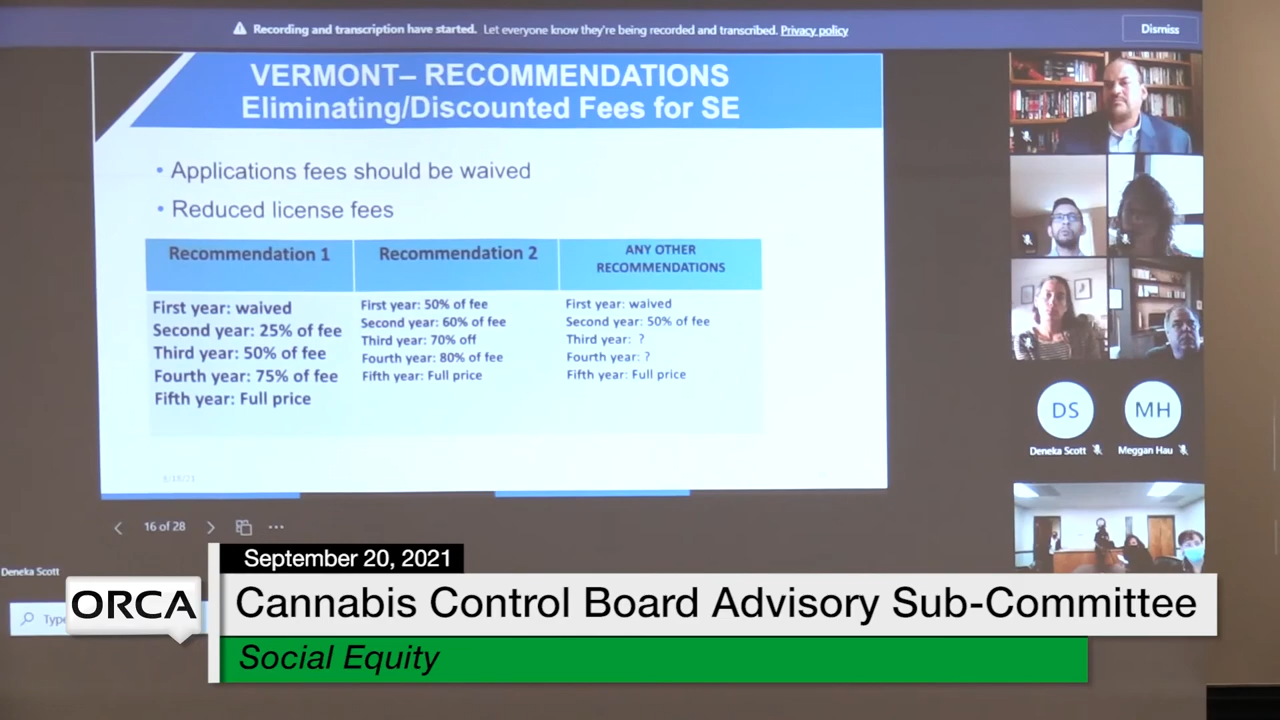 Recording and transcription have started. Let everyone know they're being recorded and transcribed. Privacy policy
Dismiss
VERMONT– RECOMMENDATIONS
Eliminating/Discounted Fees for SE
• Applications fees should be waived
• Reduced license fees
Recommendation 1
First year: waived
Second year: 25% of fee
Third year: 50% of fee
Fourth year: 75% of fee
Fifth year: Full price
Recommendation 2
First year: 50% of fee
Second year: 60% of fee
Third year: 70% off
Fourth year: 80% of fee
Fifth year: Full price
ANY OTHER
RECOMMENDATIONS
First year: waived
Second year: 50% of fee
Third year: ?
Fourth year: ?
Fifth year: Full price
16 of 28
DS
Deneka Scott
MH
Meggan Hau
Deneka Scott
Type
September 20, 2021
ORCA
Cannabis Control Board Advisory Sub-Committee
Social Equity